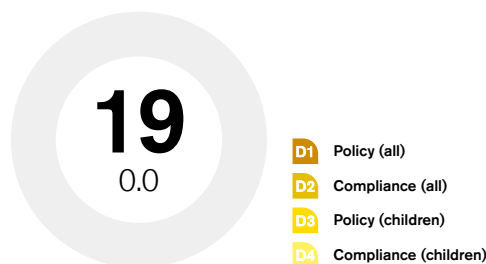 19
0.0
D1 Policy (all)
D2 Compliance (all)
D3 Policy (children)
D4 Compliance (children)